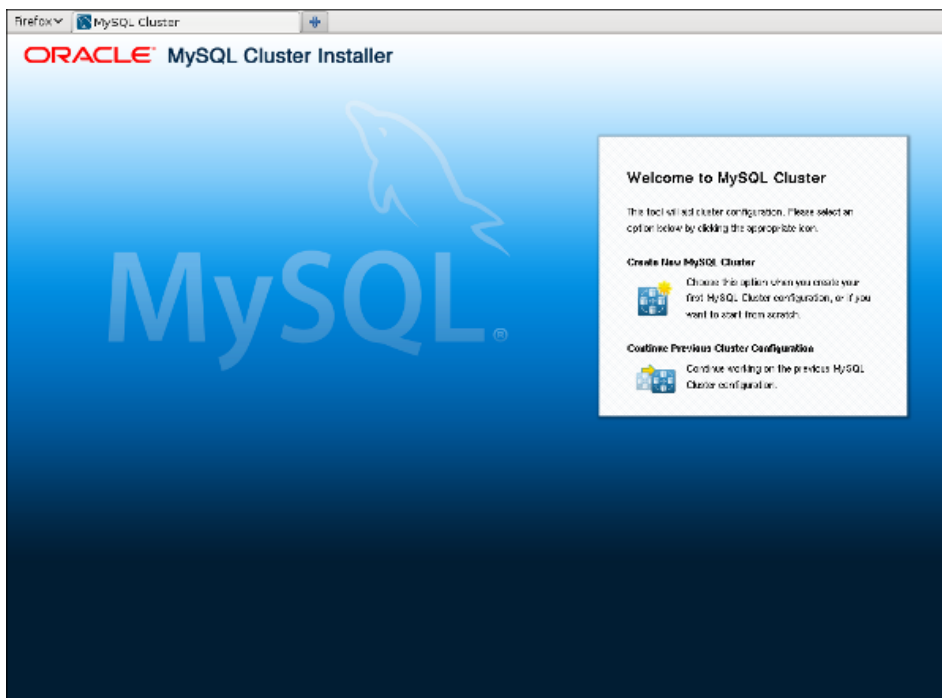 Firefox
MySQL Cluster
ORACLE® MySQL Cluster Installer
MySQL®
Welcome to MySQL Cluster
This tool will aid cluster configuration. Please select an
option below by clicking the appropriate icon.
Create New MySQL Cluster
Choose this option when you create your
first MySQL Cluster configuration, or if you
want to start from scratch.
Continue Previous Cluster Configuration
Continue working on the previous MySQL
Cluster configuration.